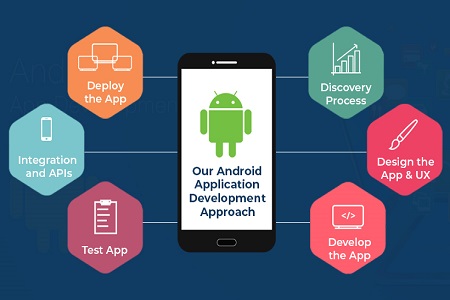 Deploy
the App
Integration
and APIs
Test App
Our Android
Application
Development
Approach
Discovery
Process
Design the
App & UX
</>
Develop
the App